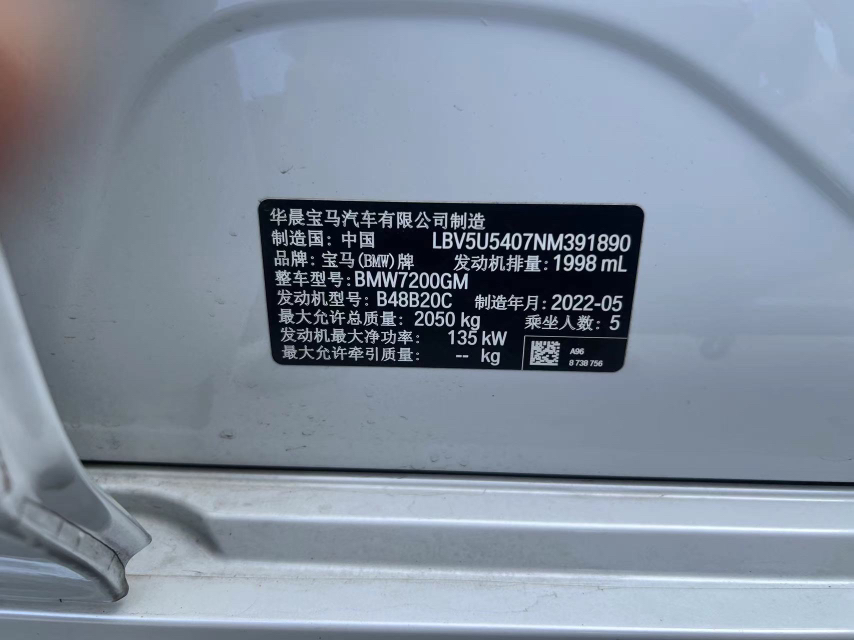 华晨宝马汽车有限公司制造
制造国: 中国 LBV5U5407NM391890
品牌: 宝马(BMW)牌 发动机排量: 1998 mL
整车型号: BMW7200GM
发动机型号: B48B20C 制造年月: 2022-05
最大允许总质量: 2050 kg 乘坐人数: 5
发动机最大净功率: 135 kW
最大允许牵引质量: -- kg
A96
8 738 756